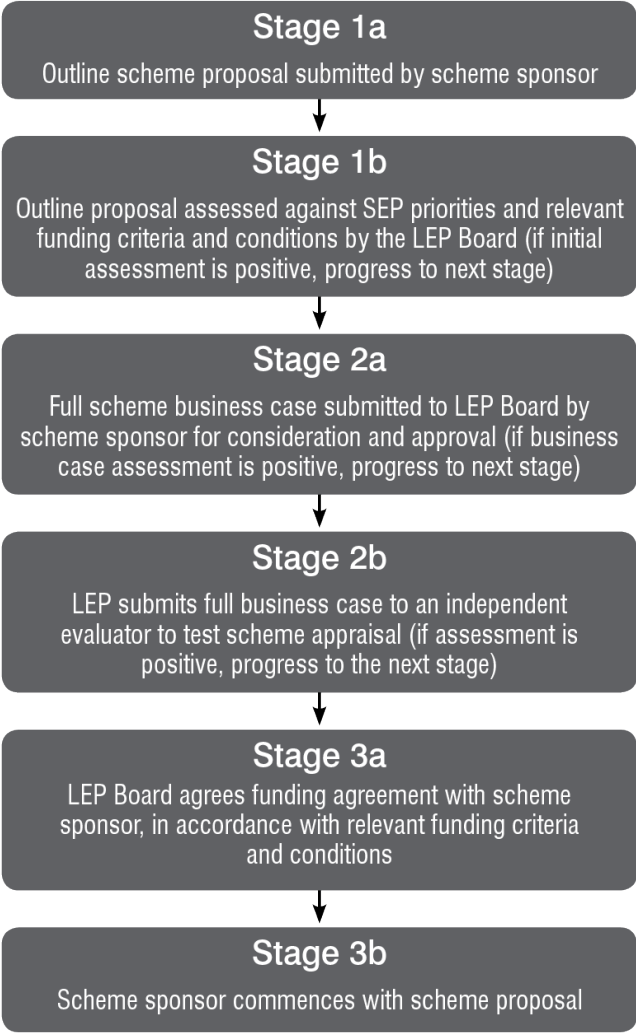 Stage 1a
Outline scheme proposal submitted by scheme sponsor
Stage 1b
Outline proposal assessed against SEP priorities and relevant
funding criteria and conditions by the LEP Board (if initial
assessment is positive, progress to next stage)
Stage 2a
Full scheme business case submitted to LEP Board by
scheme sponsor for consideration and approval (if business
case assessment is positive, progress to next stage)
Stage 2b
LEP submits full business case to an independent
evaluator to test scheme appraisal (if assessment is
positive, progress to the next stage)
Stage 3a
LEP Board agrees funding agreement with scheme
sponsor, in accordance with relevant funding criteria
and conditions
Stage 3b
Scheme sponsor commences with scheme proposal